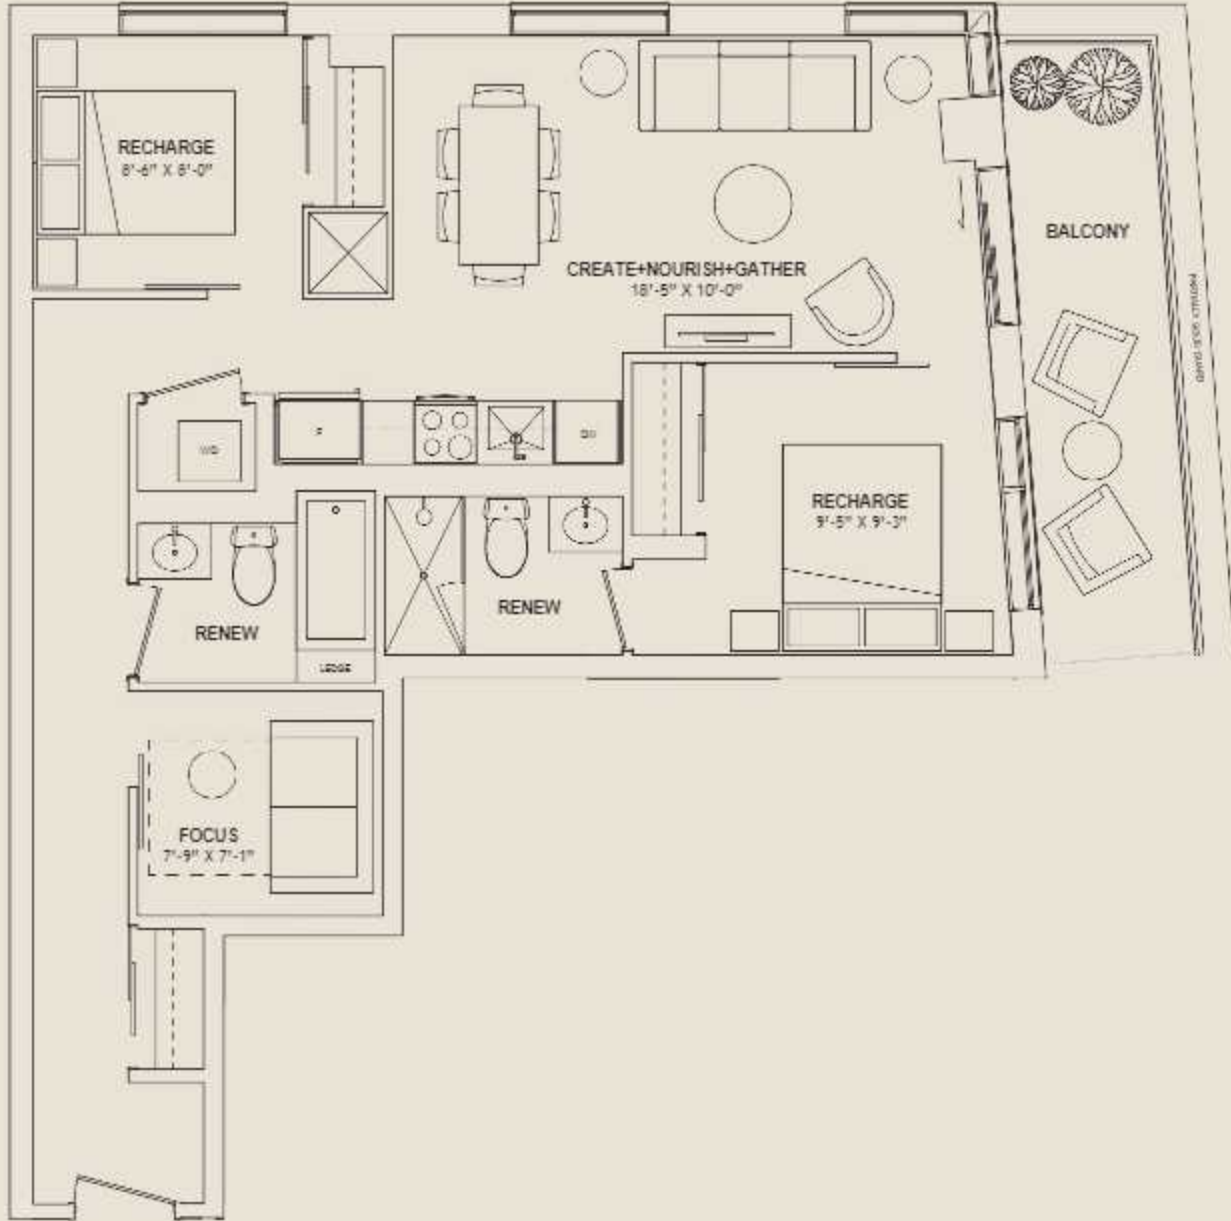 RECHARGE
8'-6" X 8'-0"
BALCONY
CREATE+NOURISH+GATHER
18'-5" X 10'-0"
F
DW
WD
RECHARGE
9'-5" X 9'-3"
RENEW
RENEW
LEDGE
FOCUS
7'-9" X 7'-1"